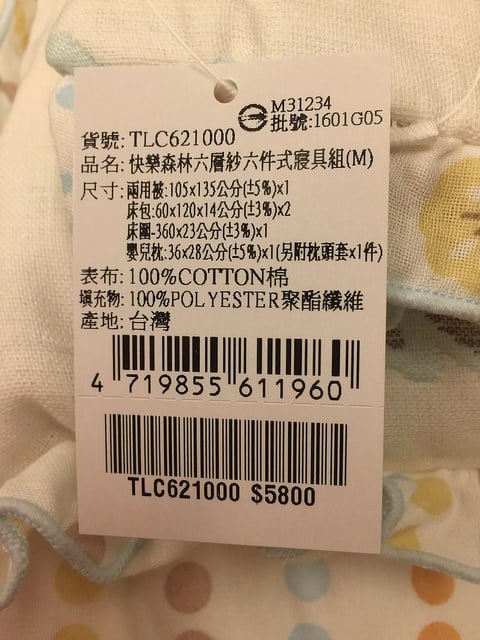 M31234
批號:1601G05
貨號:TLC621000
品名:快樂森林六層紗六件式寢具組(M)
尺寸:兩用被:105x135公分(±5%)x1
床包:60x120x14公分(±3%)x2
床圍-360x23公分(±3%)x1
嬰兒枕:36x28公分(±5%)x1(另附枕頭套x1件)
表布:100%COTTON棉
填充物:100%POLYESTER聚酯纖維
產地:台灣
4 719855 611960
TLC621000 $5800